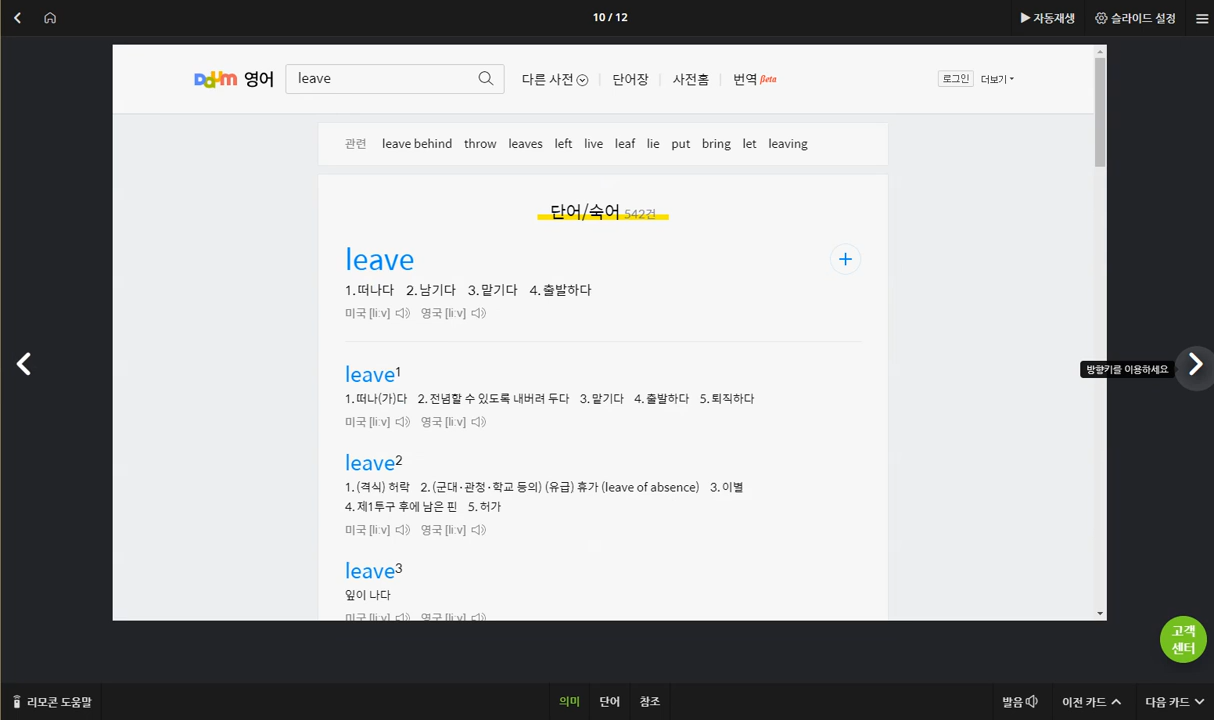 10 / 12
자동재생
슬라이드 설정
Daum 영어
leave
다른 사전
단어장
사전홈
번역 Beta
로그인
더보기
관련 leave behind throw leaves left live leaf lie put bring let leaving
단어/숙어 542건
leave
1.떠나다 2.남기다 3.맡기다 4.출발하다
미국 [liːv] 영국 [liːv]
leave1
1.떠나(가)다 2.전념할 수 있도록 내버려 두다 3.맡기다 4.출발하다 5.퇴직하다
미국 [liːv] 영국 [liːv]
leave2
1.(격식) 허락 2.(군대·관청·학교 등의) (유급) 휴가 (leave of absence) 3.이별
4.제1투구 후에 남은 핀 5.허가
미국 [liːv] 영국 [liːv]
leave3
잎이 나다
미국 [liːv] 영국 [liːv]
방향키를 이용하세요
고객
센터
리모콘 도움말
의미
단어
참조
발음
이전 카드
다음 카드